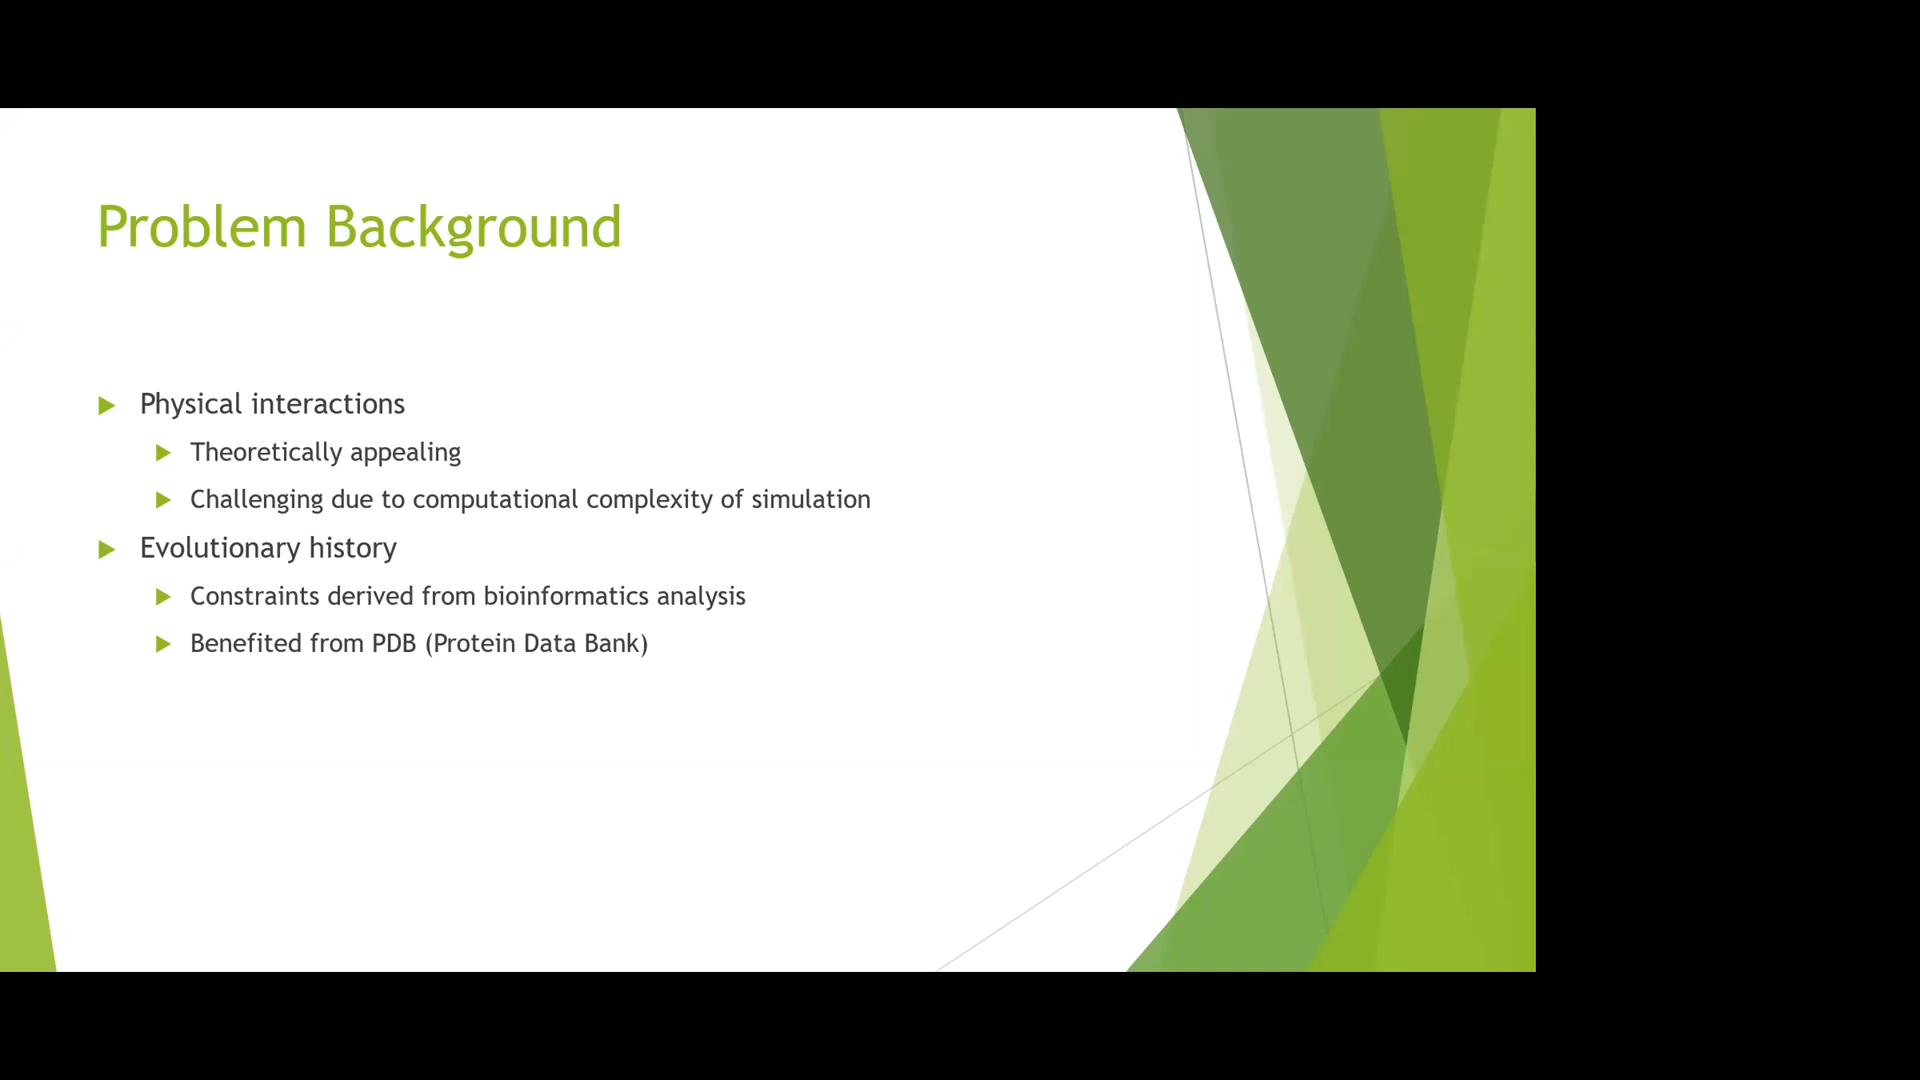 Problem Background
Physical interactions
Theoretically appealing
Challenging due to computational complexity of simulation
Evolutionary history
Constraints derived from bioinformatics analysis
Benefited from PDB (Protein Data Bank)